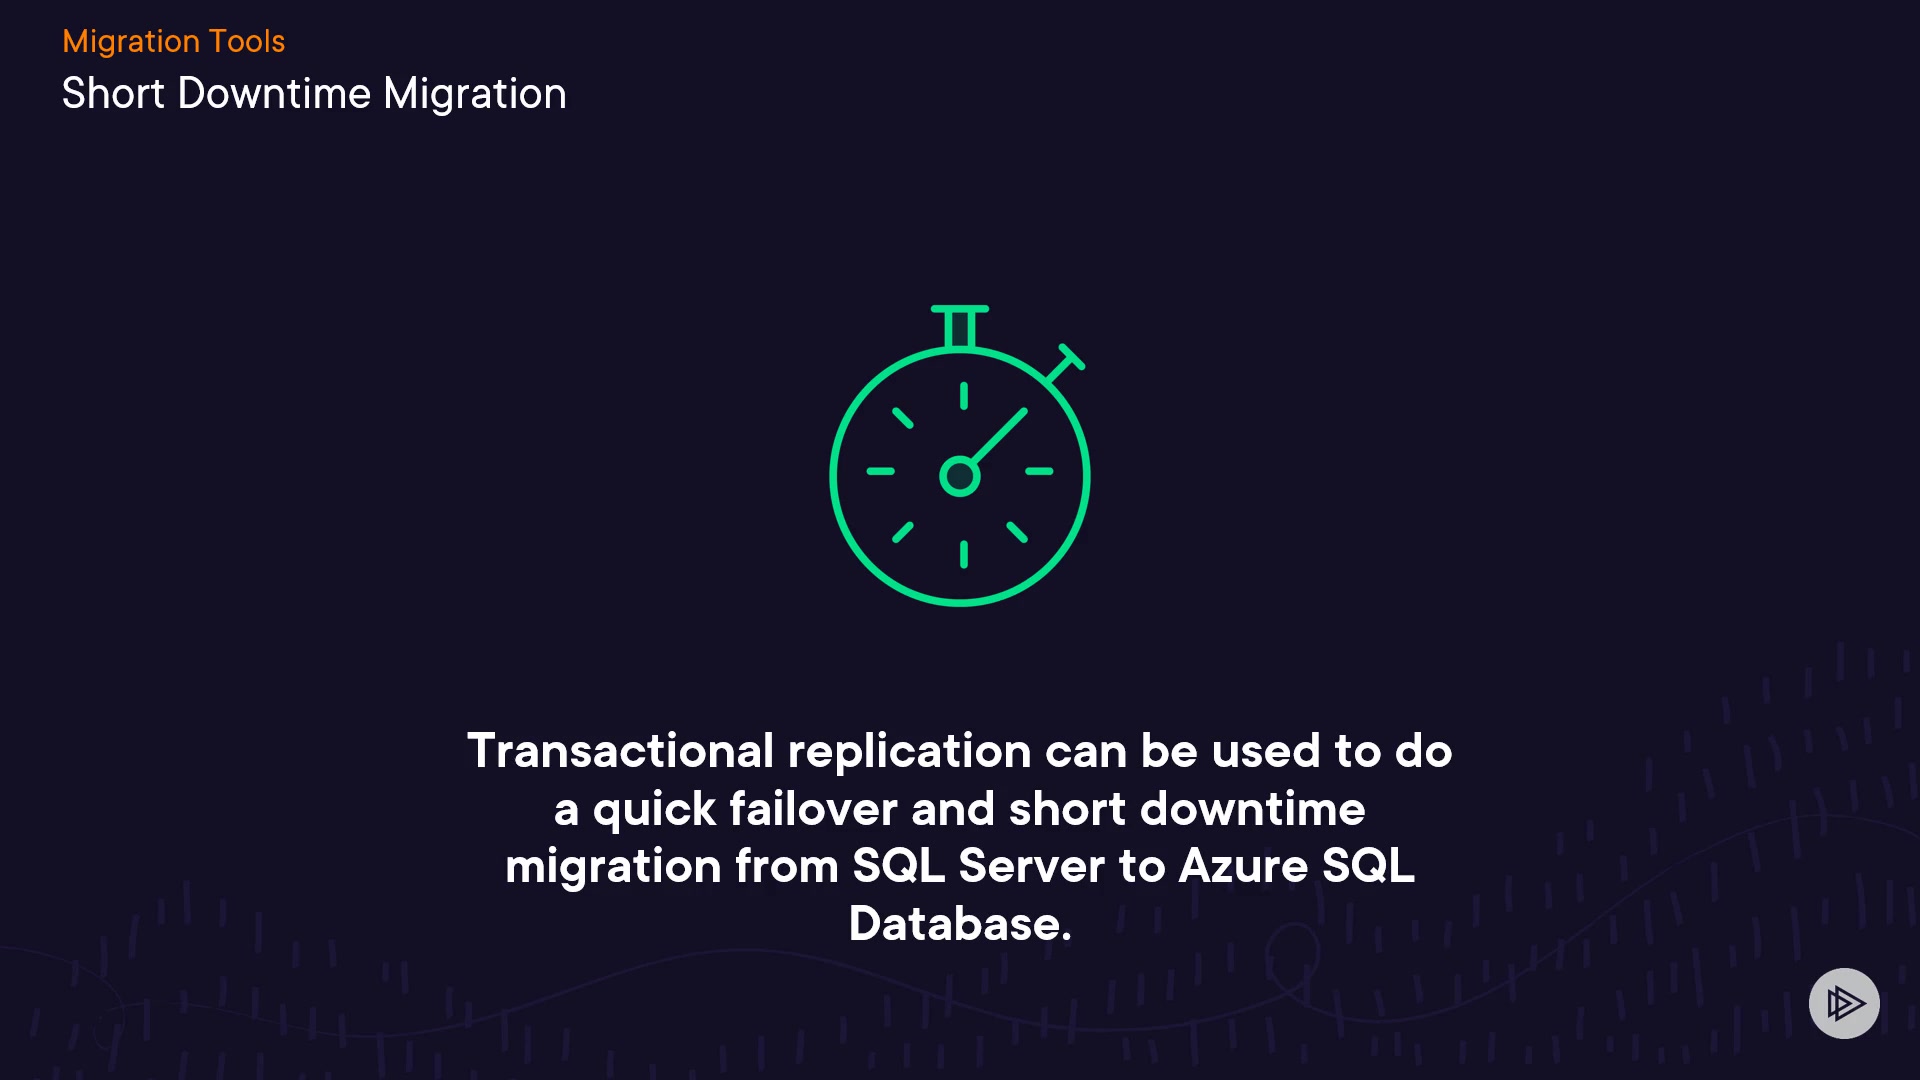 Migration Tools
Short Downtime Migration
Transactional replication can be used to do
a quick failover and short downtime
migration from SQL Server to Azure SQL
Database.